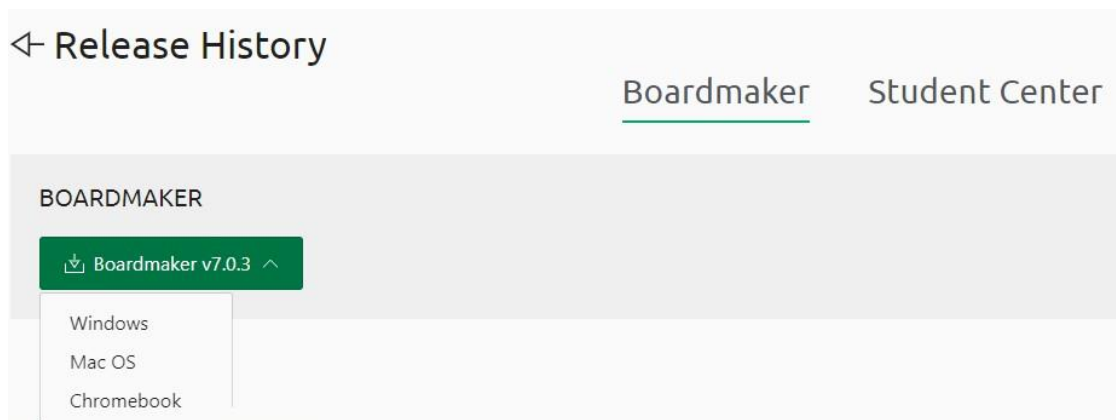 Release History
Boardmaker Student Center
BOARDMAKER
Boardmaker v7.0.3
Windows
Mac OS
Chromebook